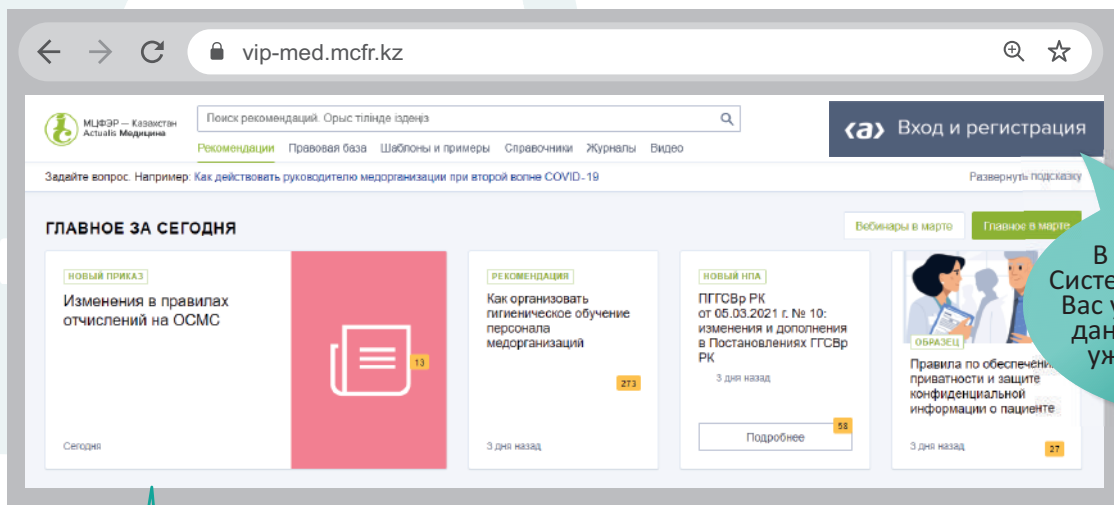 vip-med.mcfr.kz
МЦФЭР — Казахстан
Actualis Медицина
Поиск рекомендаций. Орыс тілінде іздеңіз
Вход и регистрация
Рекомендации Правовая база Шаблоны и примеры Справочники Журналы Видео
Задайте вопрос. Например: Как действовать руководителю медорганизации при второй волне COVID-19
Развернуть подсказку
ГЛАВНОЕ ЗА СЕГОДНЯ
Вебинары в марте
Главное в марте
НОВЫЙ ПРИКАЗ
Изменения в правилах
отчислений на ОСМС
13
Сегодня
РЕКОМЕНДАЦИЯ
Как организовать
гигиеническое обучение
персонала
медорганизаций
273
3 дня назад
НОВЫЙ НПА
ПГГСВр РК
от 05.03.2021 г. № 10:
изменения и дополнения
в Постановлениях ГГСВр
РК
3 дня назад
58
Подробнее
ОБРАЗЕЦ
Правила по
приватности и защите
конфиденциальной
информации о пациенте
3 дня назад
27
В
Вас